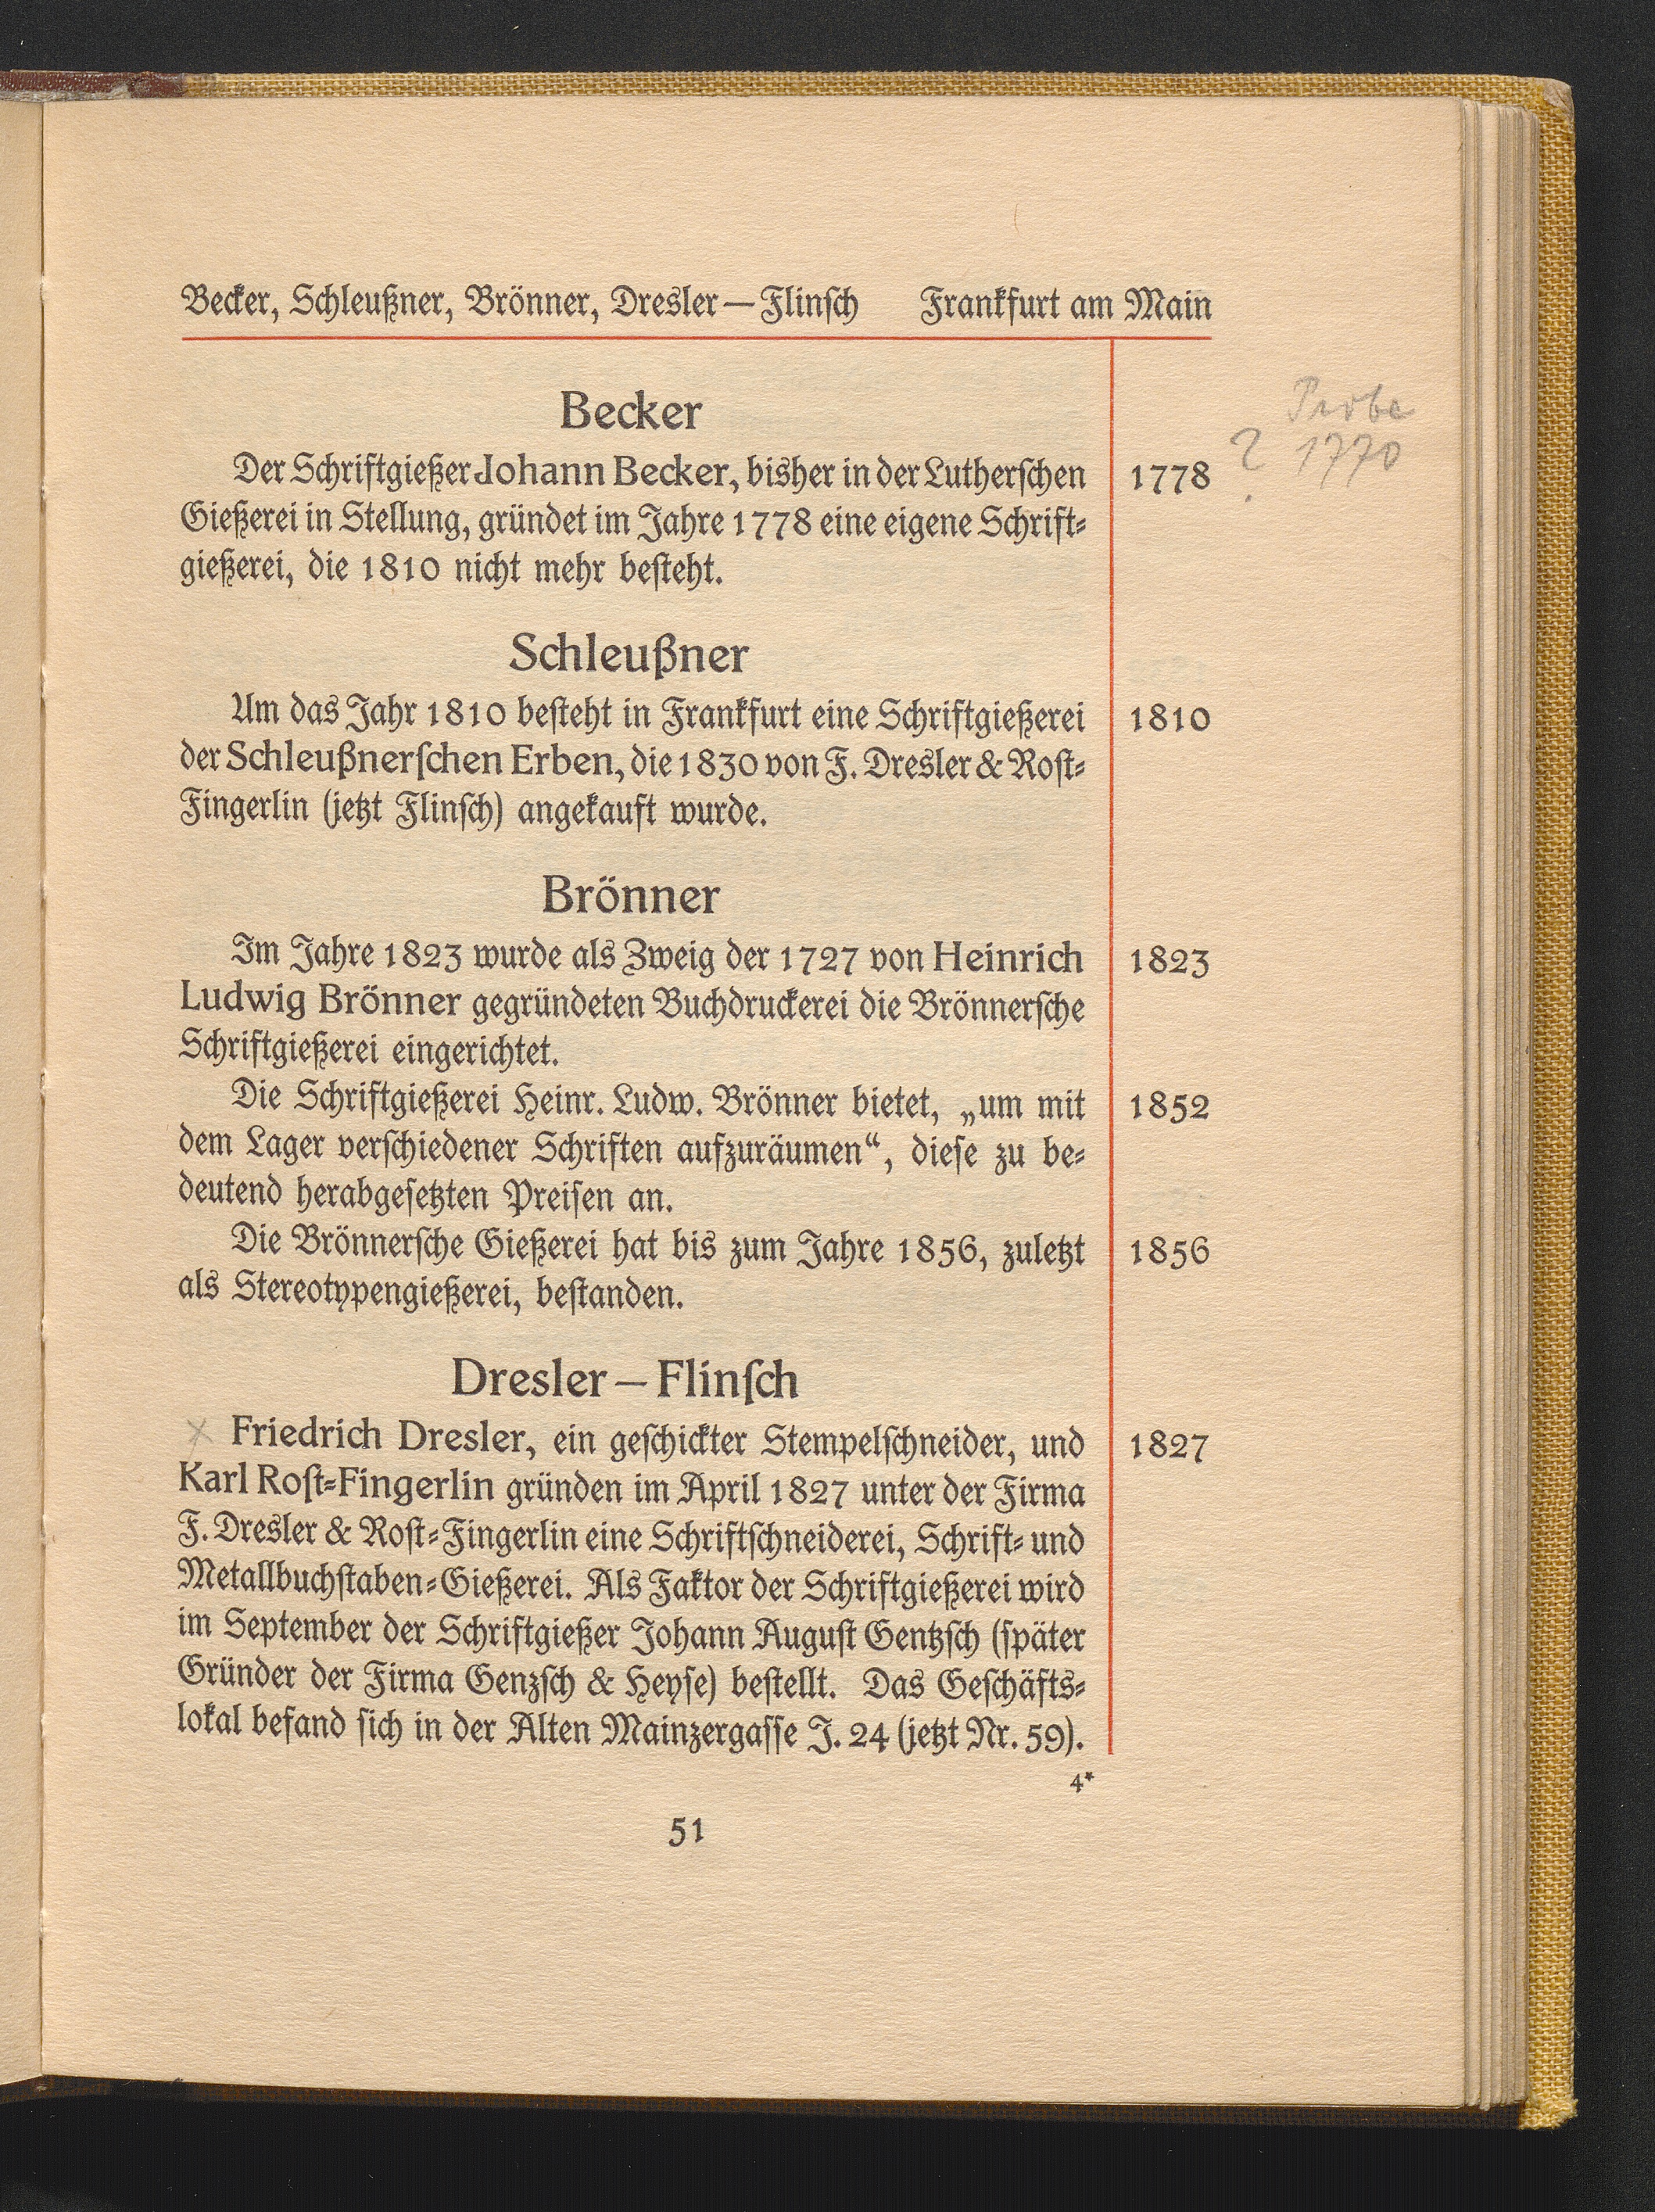 Becker, Schleußner, Brönner, Dresler — Flinſch Frankfurt am Main
Becker
Probe
Der Schriftgießer Johann Becker, bisher in der Lutherſchen 1778 ? 1770
Gießerei in Stellung, gründet im Jahre 1778 eine eigene Schrift-
gießerei, die 1810 nicht mehr beſteht.
Schleußner
Um das Jahr 1810 beſteht in Frankfurt eine Schriftgießerei 1810
der Schleußnerſchen Erben, die 1830 von F. Dresler & Roſt-
Fingerlin (jetzt Flinſch) angekauft wurde.
Brönner
Im Jahre 1823 wurde als Zweig der 1727 von Heinrich 1823
Ludwig Brönner gegründeten Buchdruckerei die Brönnerſche
Schriftgießerei eingerichtet.
Die Schriftgießerei Heinr. Ludw. Brönner bietet, „um mit 1852
dem Lager verſchiedener Schriften aufzuräumen“, dieſe zu be-
deutend herabgeſetzten Preiſen an.
Die Brönnerſche Gießerei hat bis zum Jahre 1856, zuletzt 1856
als Stereotypengießerei, beſtanden.
Dresler — Flinſch
× Friedrich Dresler, ein geſchickter Stempelſchneider, und 1827
Karl Roſt-Fingerlin gründen im April 1827 unter der Firma
F. Dresler & Roſt-Fingerlin eine Schriftſchneiderei, Schrift- und
Metallbuchſtaben-Gießerei. Als Faktor der Schriftgießerei wird
im September der Schriftgießer Johann Auguſt Gentzſch (ſpäter
Gründer der Firma Genzſch & Heyſe) beſtellt. Das Geſchäfts-
lokal befand ſich in der Alten Mainzergaſſe J. 24 (jetzt Nr. 59).
4*
51